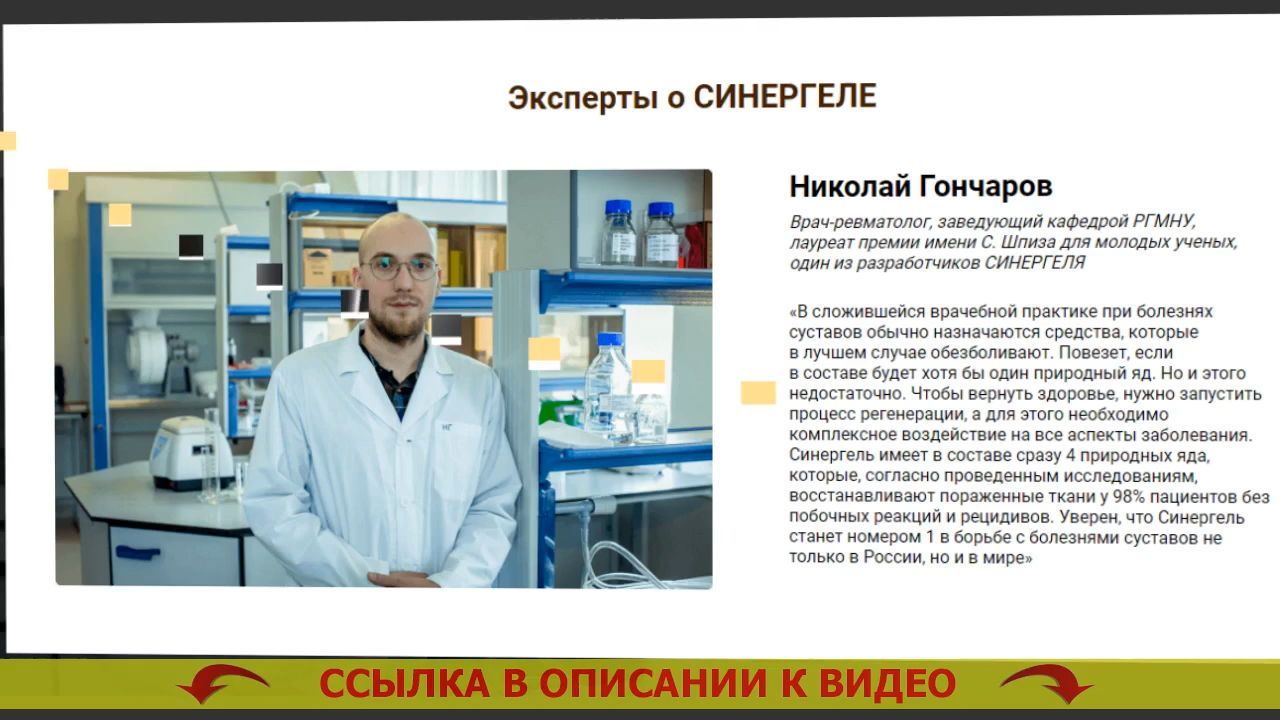 Эксперты о СИНЕРГЕЛЕ
Николай Гончаров
Врач-ревматолог, заведующий кафедрой РГМНУ,
лауреат премии имени С. Шпиза для молодых ученых,
один из разработчиков СИНЕРГЕЛЯ
«В сложившейся врачебной практике при болезнях
суставов обычно назначаются средства, которые
в лучшем случае обезболивают. Повезет, если
в составе будет хотя бы один природный яд. Но и этого
недостаточно. Чтобы вернуть здоровье, нужно запустить
процесс регенерации, а для этого необходимо
комплексное воздействие на все аспекты заболевания.
Синергель имеет в составе сразу 4 природных яда,
которые, согласно проведенным исследованиям,
восстанавливают пораженные ткани у 98% пациентов без
побочных реакций и рецидивов. Уверен, что Синергель
станет номером 1 в борьбе с болезнями суставов не
только в России, но и в мире»
НГ
ССЫЛКА В ОПИСАНИИ К ВИДЕО